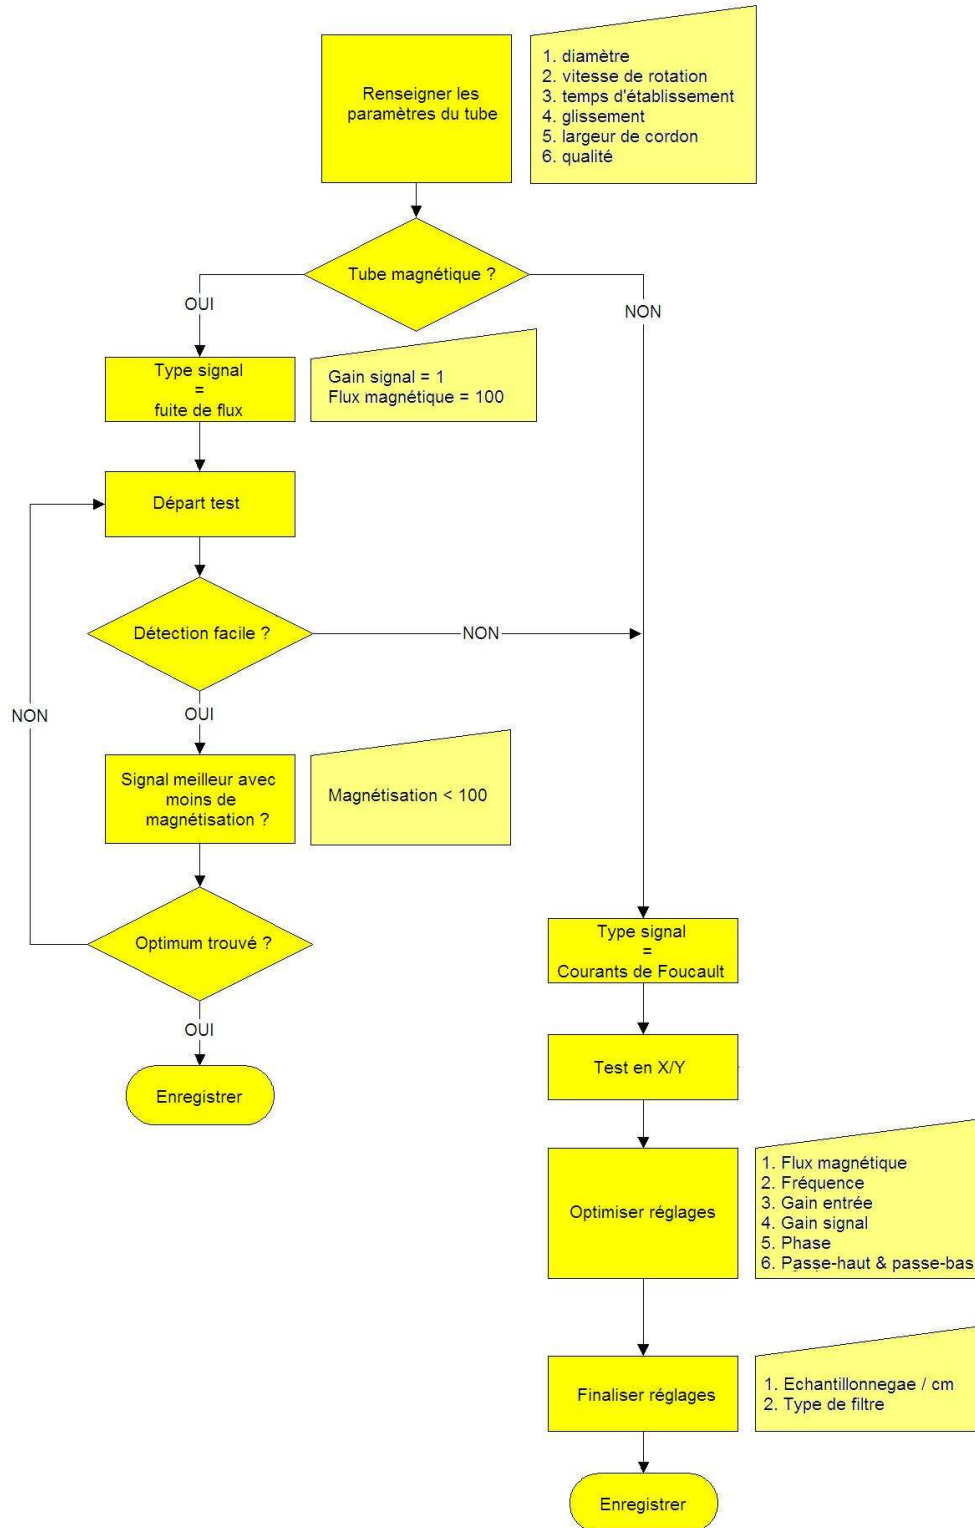 Renseigner les
paramètres du tube
1. diamètre
2. vitesse de rotation
3. temps d'établissement
4. glissement
5. largeur de cordon
6. qualité
Tube magnétique ?
OUI
NON
Type signal
=
fuite de flux
Gain signal = 1
Flux magnétique = 100
Départ test
Détection facile ?
NON
OUI
NON
Signal meilleur avec
moins de
magnétisation ?
Magnétisation < 100
Optimum trouvé ?
OUI
Enregistrer
Type signal
=
Courants de Foucault
Test en X/Y
Optimiser réglages
1. Flux magnétique
2. Fréquence
3. Gain entrée
4. Gain signal
5. Phase
6. Passe-haut & passe-bas
Finaliser réglages
1. Echantillonnegae / cm
2. Type de filtre
Enregistrer